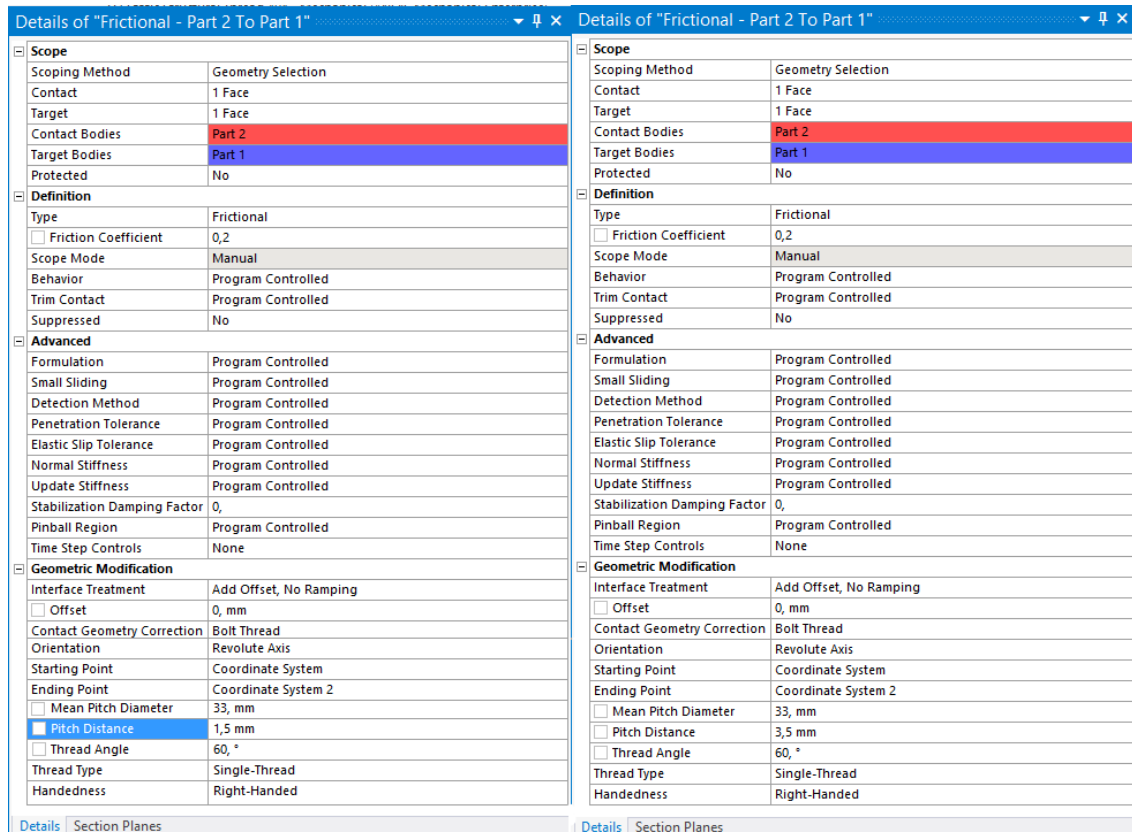 Details of "Frictional - Part 2 To Part 1"
Scope
Scoping Method Geometry Selection
Contact 1 Face
Target 1 Face
Contact Bodies Part 2
Target Bodies Part 1
Protected No
Definition
Type Frictional
Friction Coefficient 0,2
Scope Mode Manual
Behavior Program Controlled
Trim Contact Program Controlled
Suppressed No
Advanced
Formulation Program Controlled
Small Sliding Program Controlled
Detection Method Program Controlled
Penetration Tolerance Program Controlled
Elastic Slip Tolerance Program Controlled
Normal Stiffness Program Controlled
Update Stiffness Program Controlled
Stabilization Damping Factor 0,
Pinball Region Program Controlled
Time Step Controls None
Geometric Modification
Interface Treatment Add Offset, No Ramping
Offset 0, mm
Contact Geometry Correction Bolt Thread
Orientation Revolute Axis
Starting Point Coordinate System
Ending Point Coordinate System 2
Mean Pitch Diameter 33, mm
Pitch Distance 1,5 mm
Thread Angle 60, °
Thread Type Single-Thread
Handedness Right-Handed
Details Section Planes
Details of "Frictional - Part 2 To Part 1"
Scope
Scoping Method Geometry Selection
Contact 1 Face
Target 1 Face
Contact Bodies Part 2
Target Bodies Part 1
Protected No
Definition
Type Frictional
Friction Coefficient 0,2
Scope Mode Manual
Behavior Program Controlled
Trim Contact Program Controlled
Suppressed No
Advanced
Formulation Program Controlled
Small Sliding Program Controlled
Detection Method Program Controlled
Penetration Tolerance Program Controlled
Elastic Slip Tolerance Program Controlled
Normal Stiffness Program Controlled
Update Stiffness Program Controlled
Stabilization Damping Factor 0,
Pinball Region Program Controlled
Time Step Controls None
Geometric Modification
Interface Treatment Add Offset, No Ramping
Offset 0, mm
Contact Geometry Correction Bolt Thread
Orientation Revolute Axis
Starting Point Coordinate System
Ending Point Coordinate System 2
Mean Pitch Diameter 33, mm
Pitch Distance 3,5 mm
Thread Angle 60, °
Thread Type Single-Thread
Handedness Right-Handed
Details Section Planes